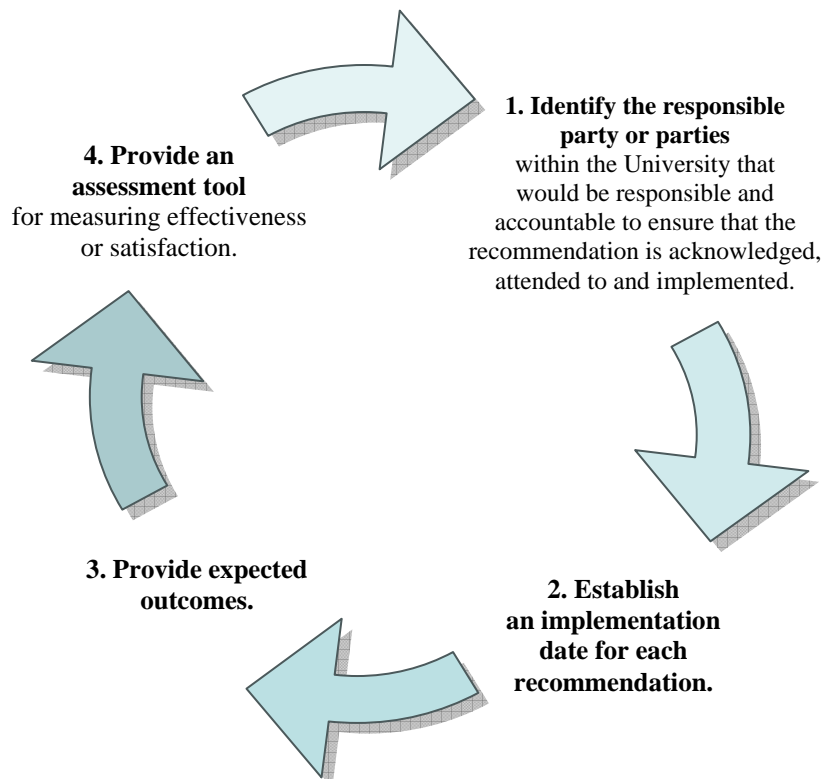 1. Identify the responsible
party or parties
within the University that
would be responsible and
accountable to ensure that the
recommendation is acknowledged,
attended to and implemented.
2. Establish
an implementation
date for each
recommendation.
3. Provide expected
outcomes.
4. Provide an
assessment tool
for measuring effectiveness
or satisfaction.